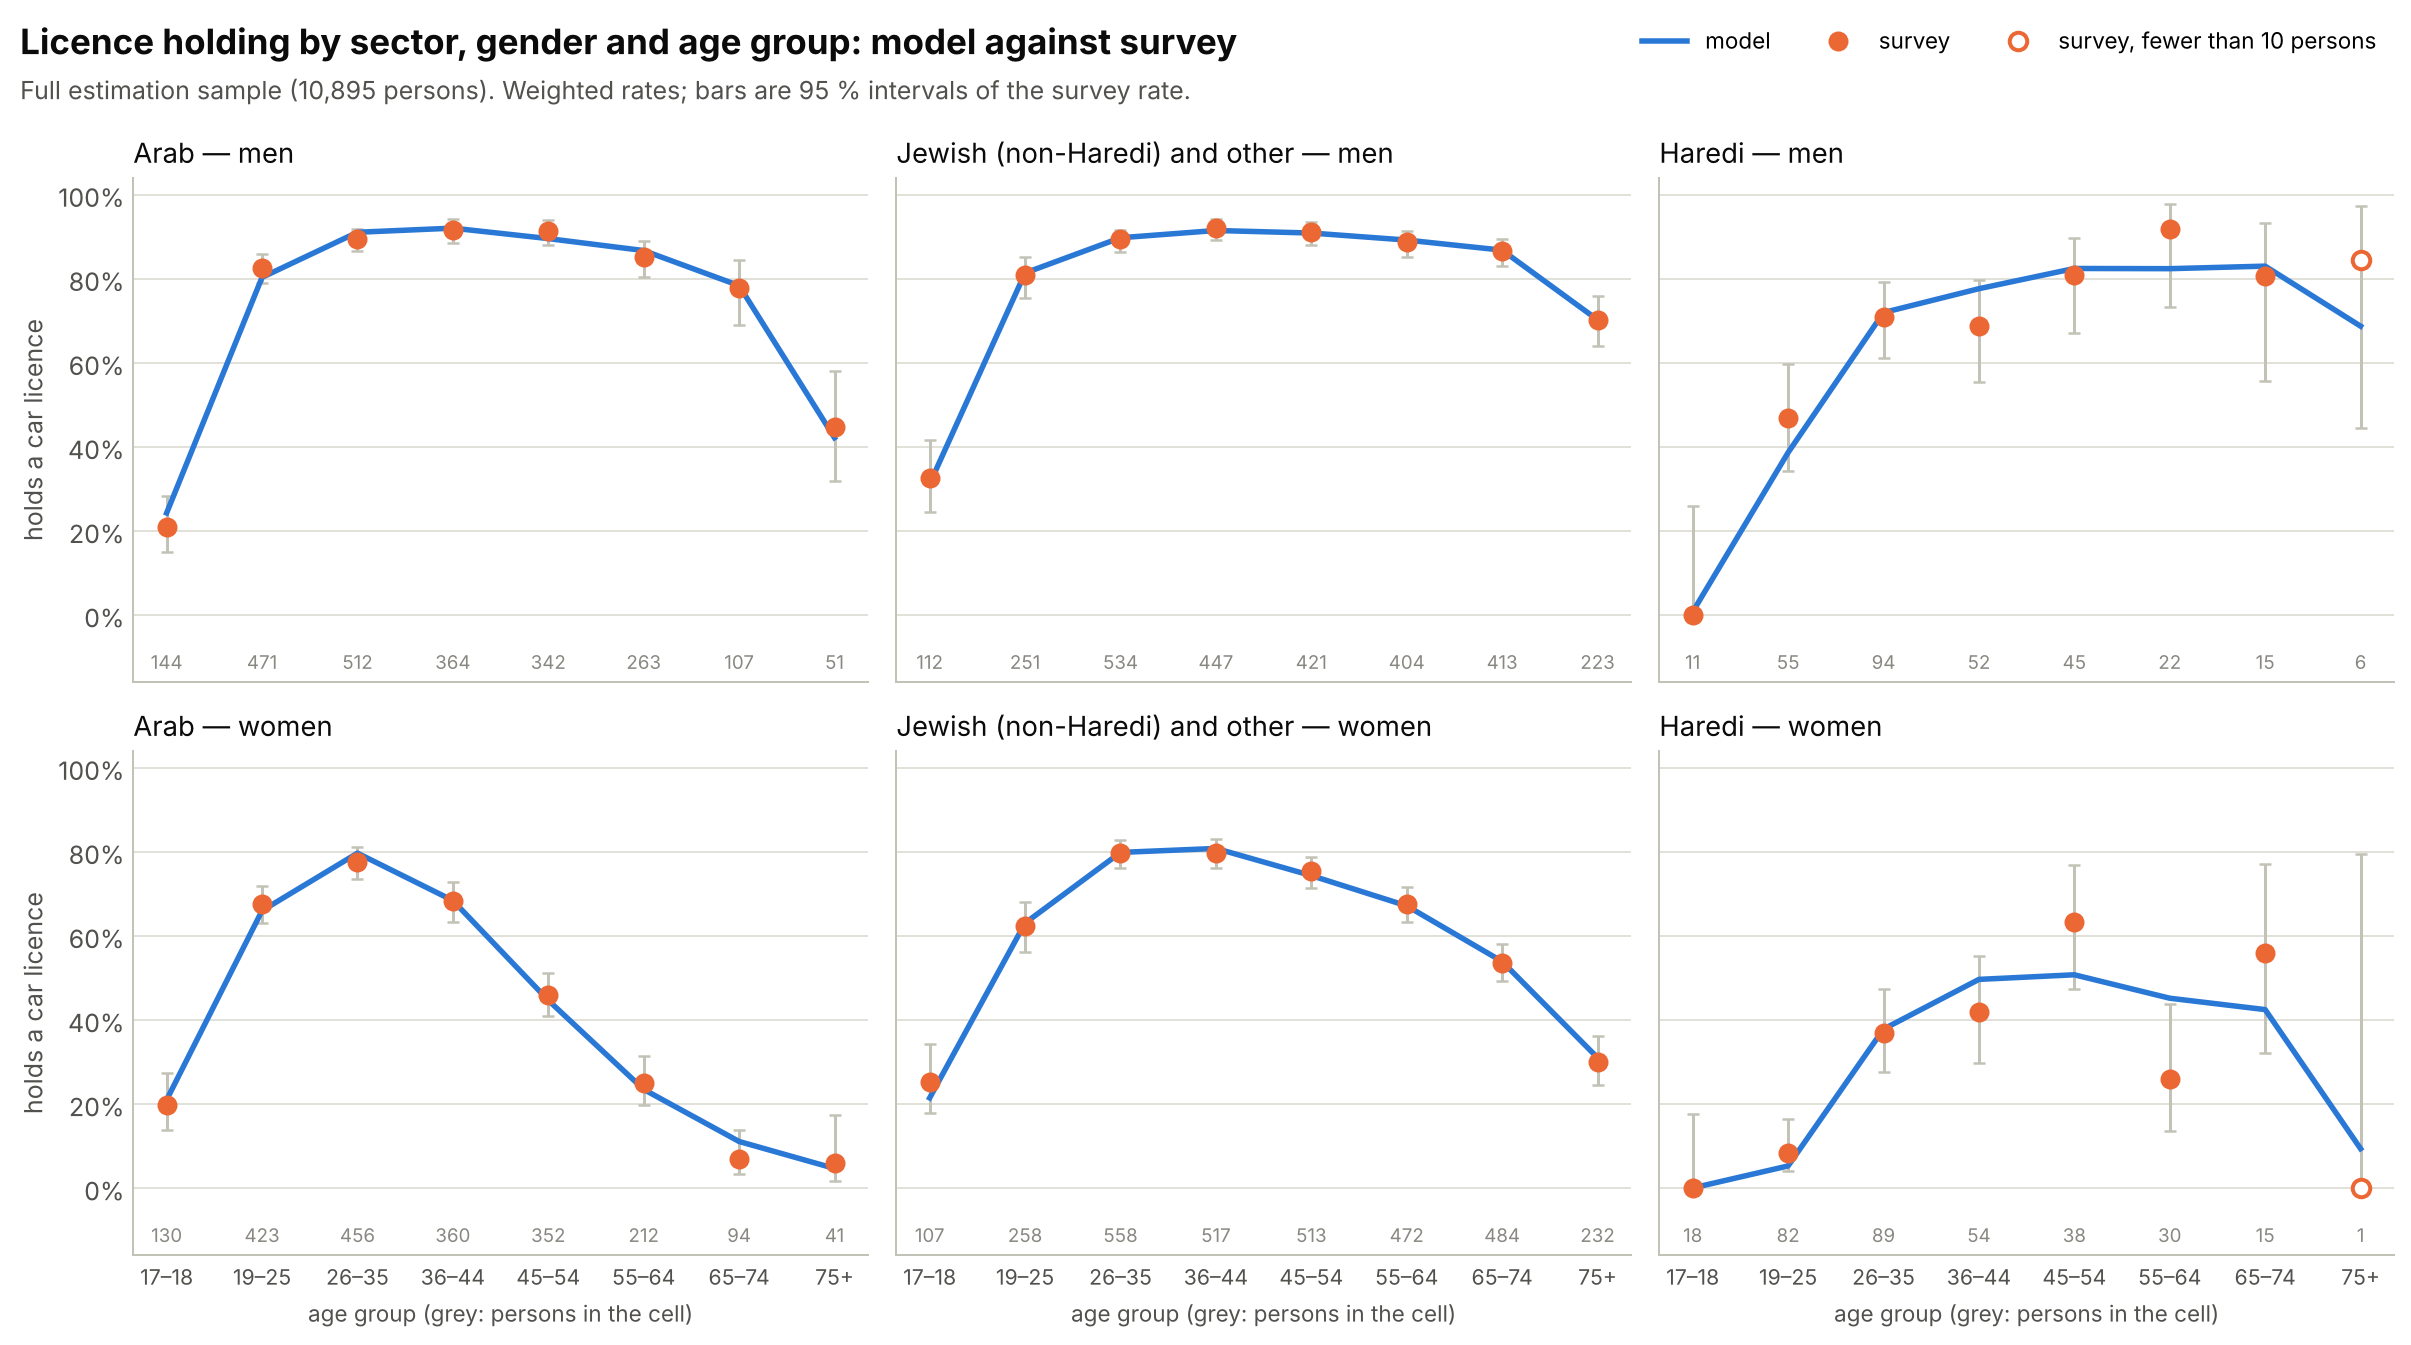 Licence holding by sector, gender and age group: model against survey
model survey survey, fewer than 10 persons
Full estimation sample (10,895 persons). Weighted rates; bars are 95 % intervals of the survey rate.
Arab — men
holds a car licence
100%
80%
60%
40%
20%
0%
144 471 512 364 342 263 107 51
Jewish (non-Haredi) and other — men
112 251 534 447 421 404 413 223
Haredi — men
11 55 94 52 45 22 15 6
Arab — women
holds a car licence
100%
80%
60%
40%
20%
0%
130 423 456 360 352 212 94 41
17–18 19–25 26–35 36–44 45–54 55–64 65–74 75+
age group (grey: persons in the cell)
Jewish (non-Haredi) and other — women
107 258 558 517 513 472 484 232
17–18 19–25 26–35 36–44 45–54 55–64 65–74 75+
age group (grey: persons in the cell)
Haredi — women
18 82 89 54 38 30 15 1
17–18 19–25 26–35 36–44 45–54 55–64 65–74 75+
age group (grey: persons in the cell)